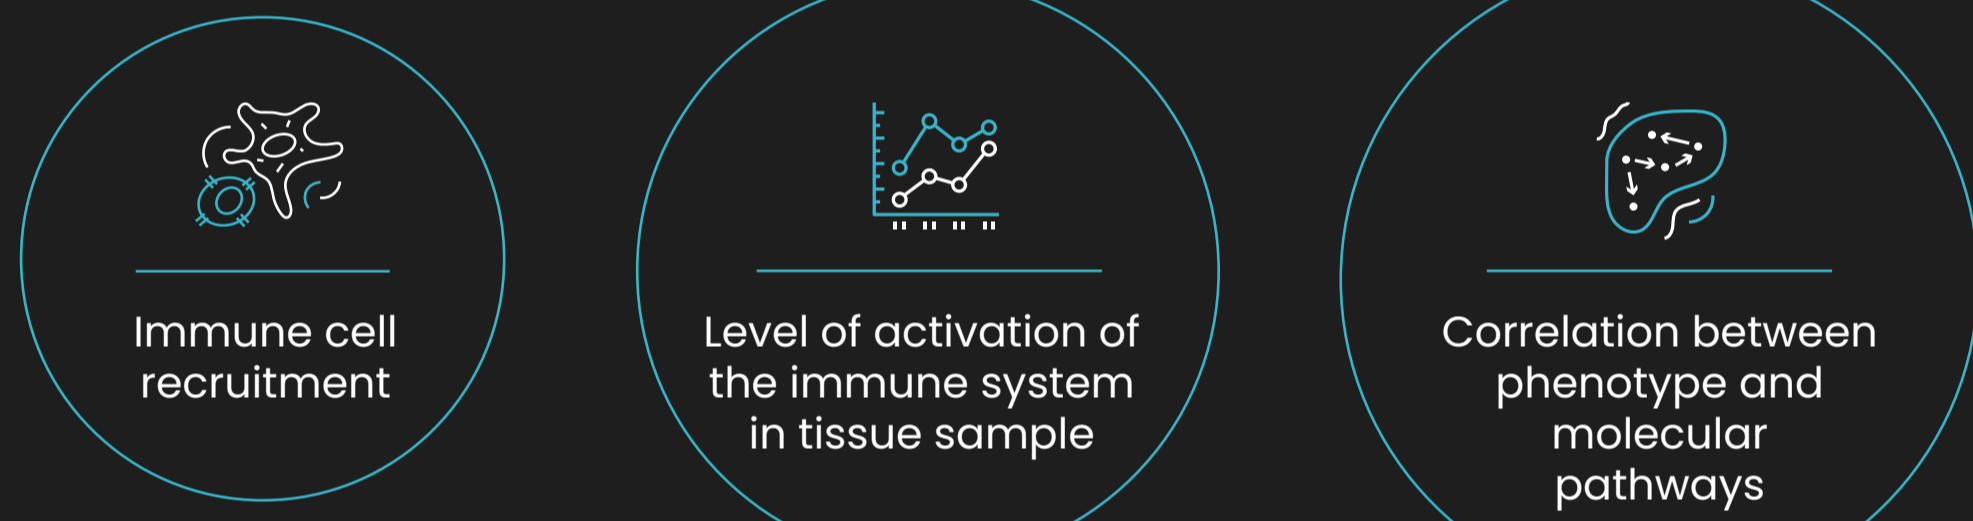 Immune cell
recruitment
Level of activation of
the immune system
in tissue sample
Correlation between
phenotype and
molecular
pathways